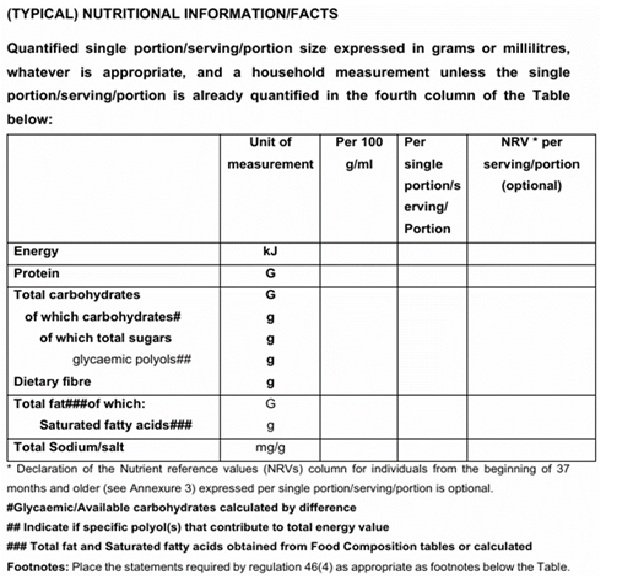 (TYPICAL) NUTRITIONAL INFORMATION/FACTS
Quantified single portion/serving/portion size expressed in grams or millilitres,
whatever is appropriate, and a household measurement unless the single
portion/serving/portion is already quantified in the fourth column of the Table
below:
Unit of measurement
Per 100 g/ml
Per single portion/s erving/ Portion
NRV * per serving/portion (optional)
Energy kJ
Protein G
Total carbohydrates G
of which carbohydrates# g
of which total sugars g
glycaemic polyols## g
Dietary fibre g
Total fat###of which: G
Saturated fatty acids### g
Total Sodium/salt mg/g
* Declaration of the Nutrient reference values (NRVs) column for individuals from the beginning of 37
months and older (see Annexure 3) expressed per single portion/serving/portion is optional.
#Glycaemic/Available carbohydrates calculated by difference
## Indicate if specific polyol(s) that contribute to total energy value
### Total fat and Saturated fatty acids obtained from Food Composition tables or calculated
Footnotes: Place the statements required by regulation 46(4) as appropriate as footnotes below the Table.